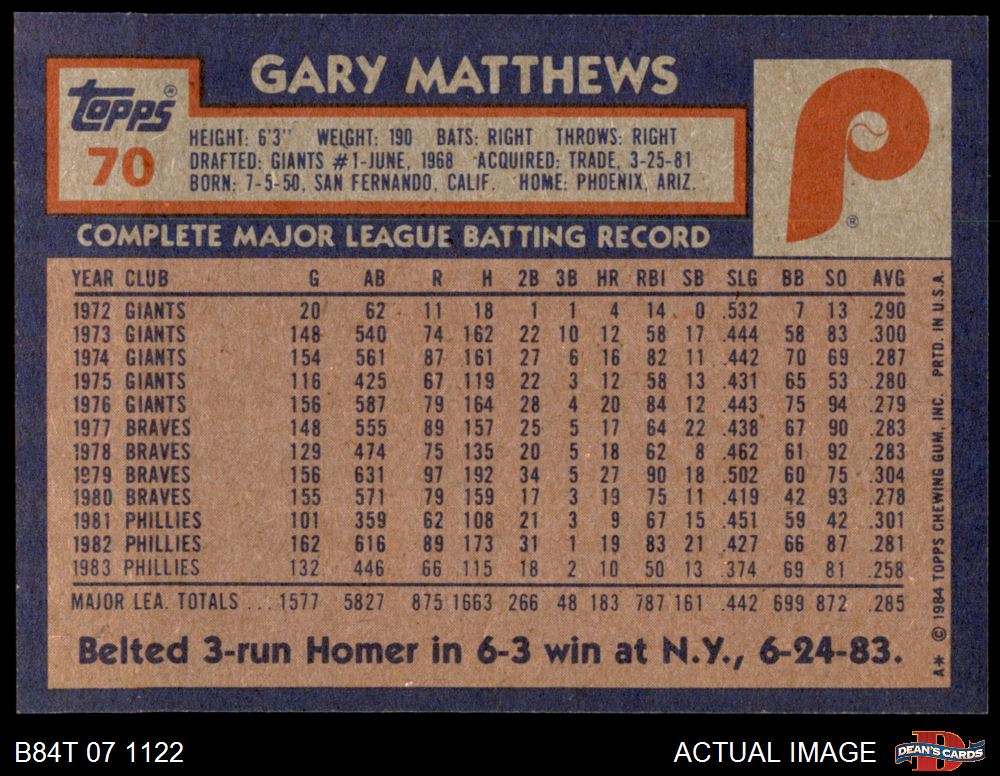 GARY MATTHEWS
topps®
70
HEIGHT: 6'3" WEIGHT: 190 BATS: RIGHT THROWS: RIGHT
DRAFTED: GIANTS #1-JUNE, 1968 ACQUIRED: TRADE, 3-25-81
BORN: 7-5-50, SAN FERNANDO, CALIF. HOME: PHOENIX, ARIZ.
P®
COMPLETE MAJOR LEAGUE BATTING RECORD
YEAR CLUB G AB R H 2B 3B HR RBI SB SLG BB SO AVG
1972 GIANTS 20 62 11 18 1 1 4 14 0 .532 7 13 .290
1973 GIANTS 148 540 74 162 22 10 12 58 17 .444 58 83 .300
1974 GIANTS 154 561 87 161 27 6 16 82 11 .442 70 69 .287
1975 GIANTS 116 425 67 119 22 3 12 58 13 .431 65 53 .280
1976 GIANTS 156 587 79 164 28 4 20 84 12 .443 75 94 .279
1977 BRAVES 148 555 89 157 25 5 17 64 22 .438 67 90 .283
1978 BRAVES 129 474 75 135 20 5 18 62 8 .462 61 92 .283
1979 BRAVES 156 631 97 192 34 5 27 90 18 .502 60 75 .304
1980 BRAVES 155 571 79 159 17 3 19 75 11 .419 42 93 .278
1981 PHILLIES 101 359 62 108 21 3 9 67 15 .451 59 42 .301
1982 PHILLIES 162 616 89 173 31 1 19 83 21 .427 66 87 .281
1983 PHILLIES 132 446 66 115 18 2 10 50 13 .374 69 81 .258
MAJOR LEA. TOTALS ... 1577 5827 875 1663 266 48 183 787 161 .442 699 872 .285
Belted 3-run Homer in 6-3 win at N.Y., 6-24-83.
A* © 1984 TOPPS CHEWING GUM, INC. PRTD. IN U.S.A.
B84T 07 1122
ACTUAL IMAGE
DEAN'S CARDS